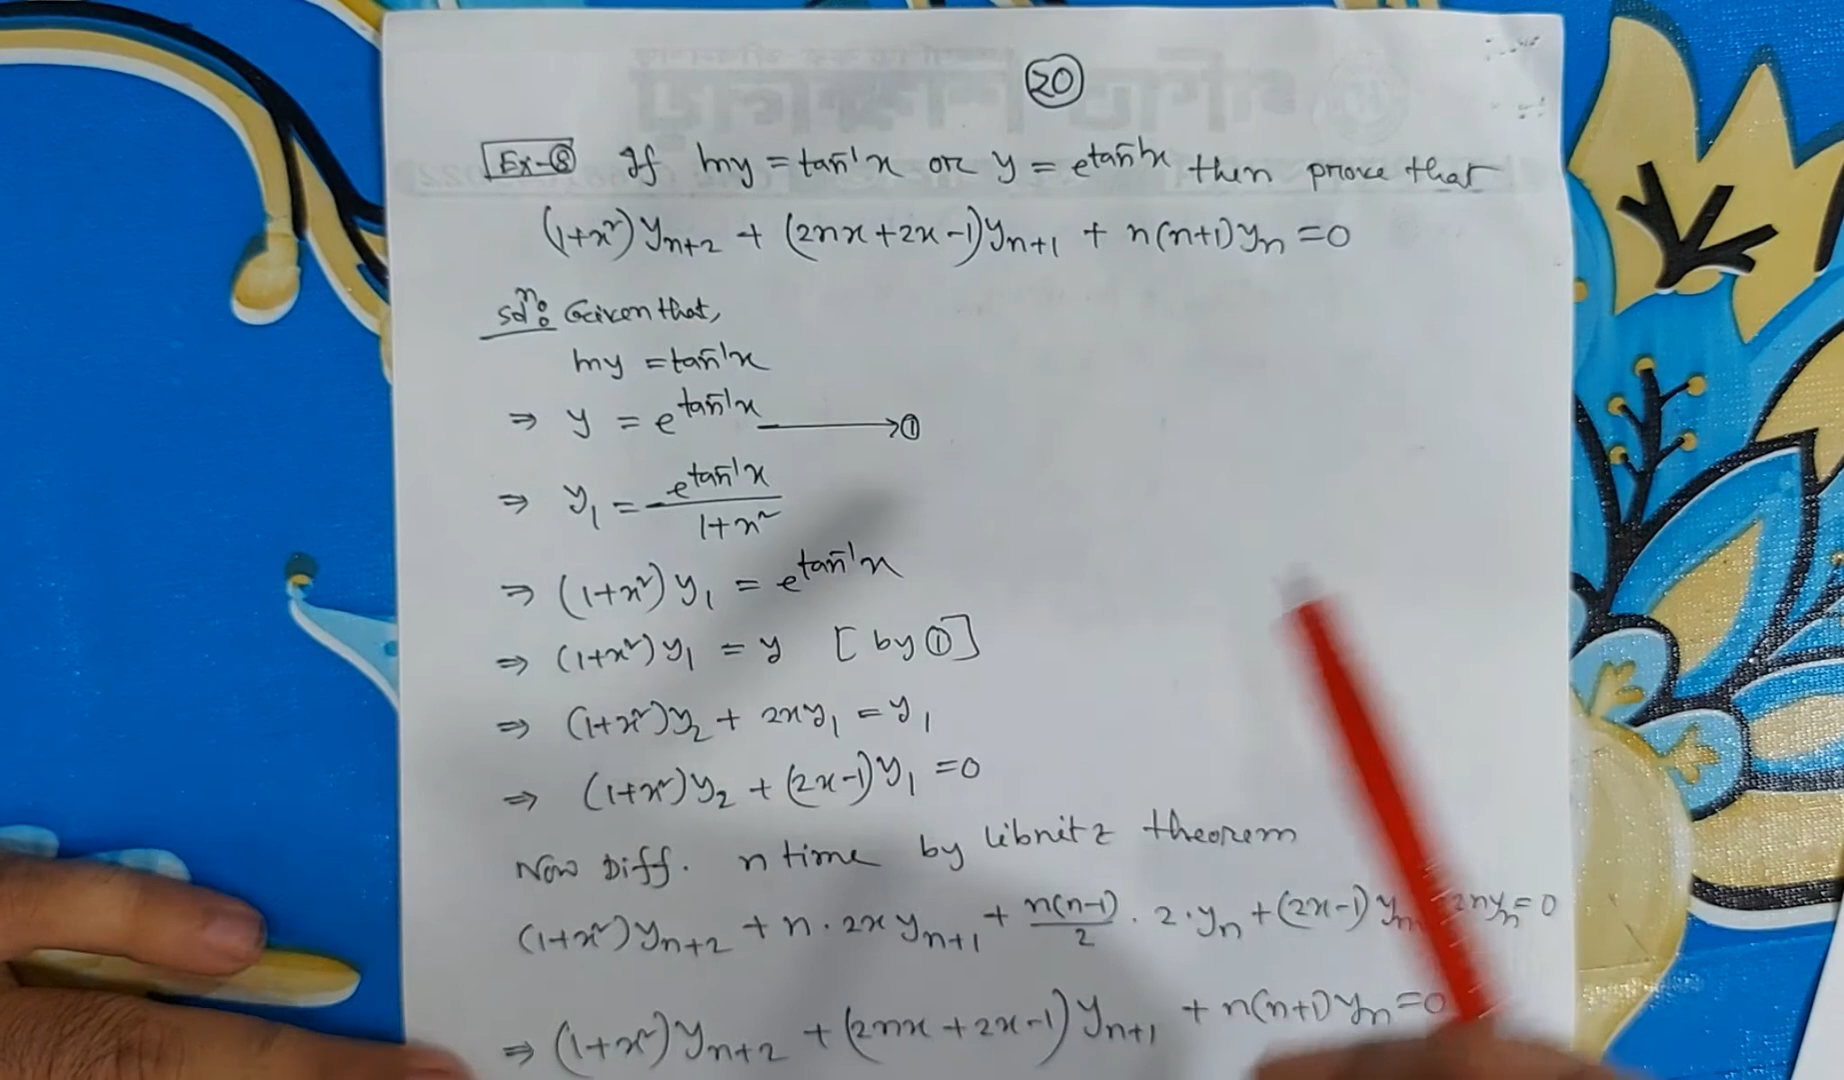 20
Ex-8 If lny = tan⁻¹x or y = e^tan⁻¹x then prove that
(1+x²)yₙ₊₂ + (2nx+2x-1)yₙ₊₁ + n(n+1)yₙ = 0
Solⁿ: Given that,
lny = tan⁻¹x
⇒ y = e^tan⁻¹x ⟶ ①
⇒ y₁ = e^tan⁻¹x / 1+x²
⇒ (1+x²)y₁ = e^tan⁻¹x
⇒ (1+x²)y₁ = y [by ①]
⇒ (1+x²)y₂ + 2xy₁ = y₁
⇒ (1+x²)y₂ + (2x-1)y₁ = 0
Now Diff. n time by libnitz theorem
(1+x²)yₙ₊₂ + n. 2x yₙ₊₁ + n(n-1)/2 . 2. yₙ + (2x-1) 2nyₙ = 0
⇒ (1+x²)yₙ₊₂ + (2nx+2x-1)yₙ₊₁ + n(n+1)yₙ = 0